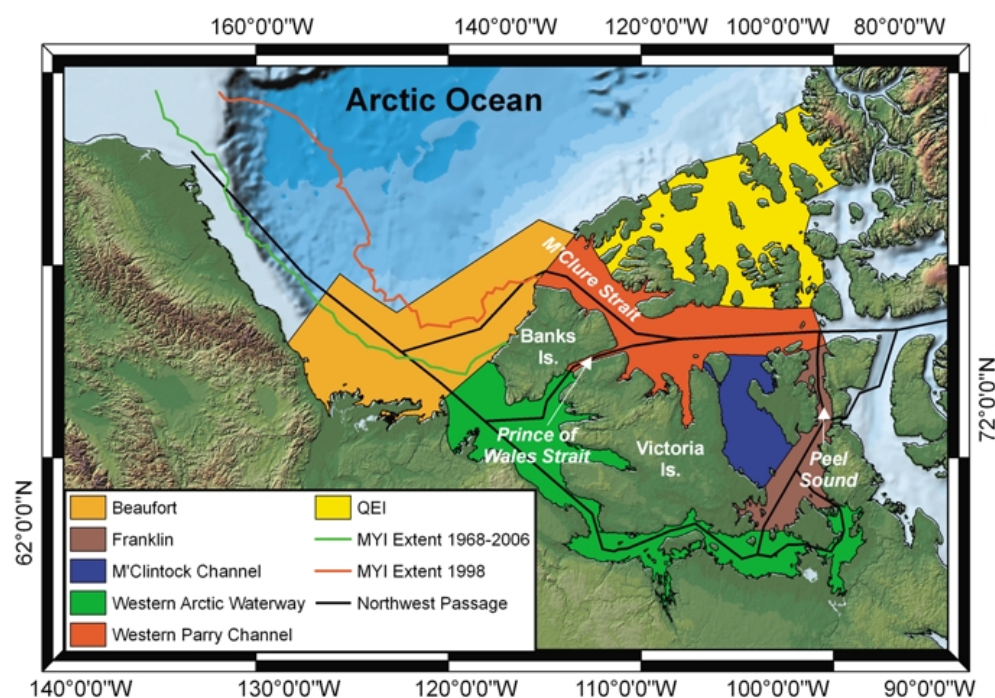 160°0'0"W
140°0'0"W
120°0'0"W
100°0'0"W
80°0'0"W
Arctic Ocean
M'Clure Strait
Banks
Is.
72°0'0"N
Prince of
Wales Strait
Victoria
Is.
Peel
Sound
62°0'0"N
Beaufort
Franklin
M'Clintock Channel
Western Arctic Waterway
Western Parry Channel
QEI
MYI Extent 1968-2006
MYI Extent 1998
Northwest Passage
140°0'0"W
130°0'0"W
120°0'0"W
110°0'0"W
100°0'0"W
90°0'0"W